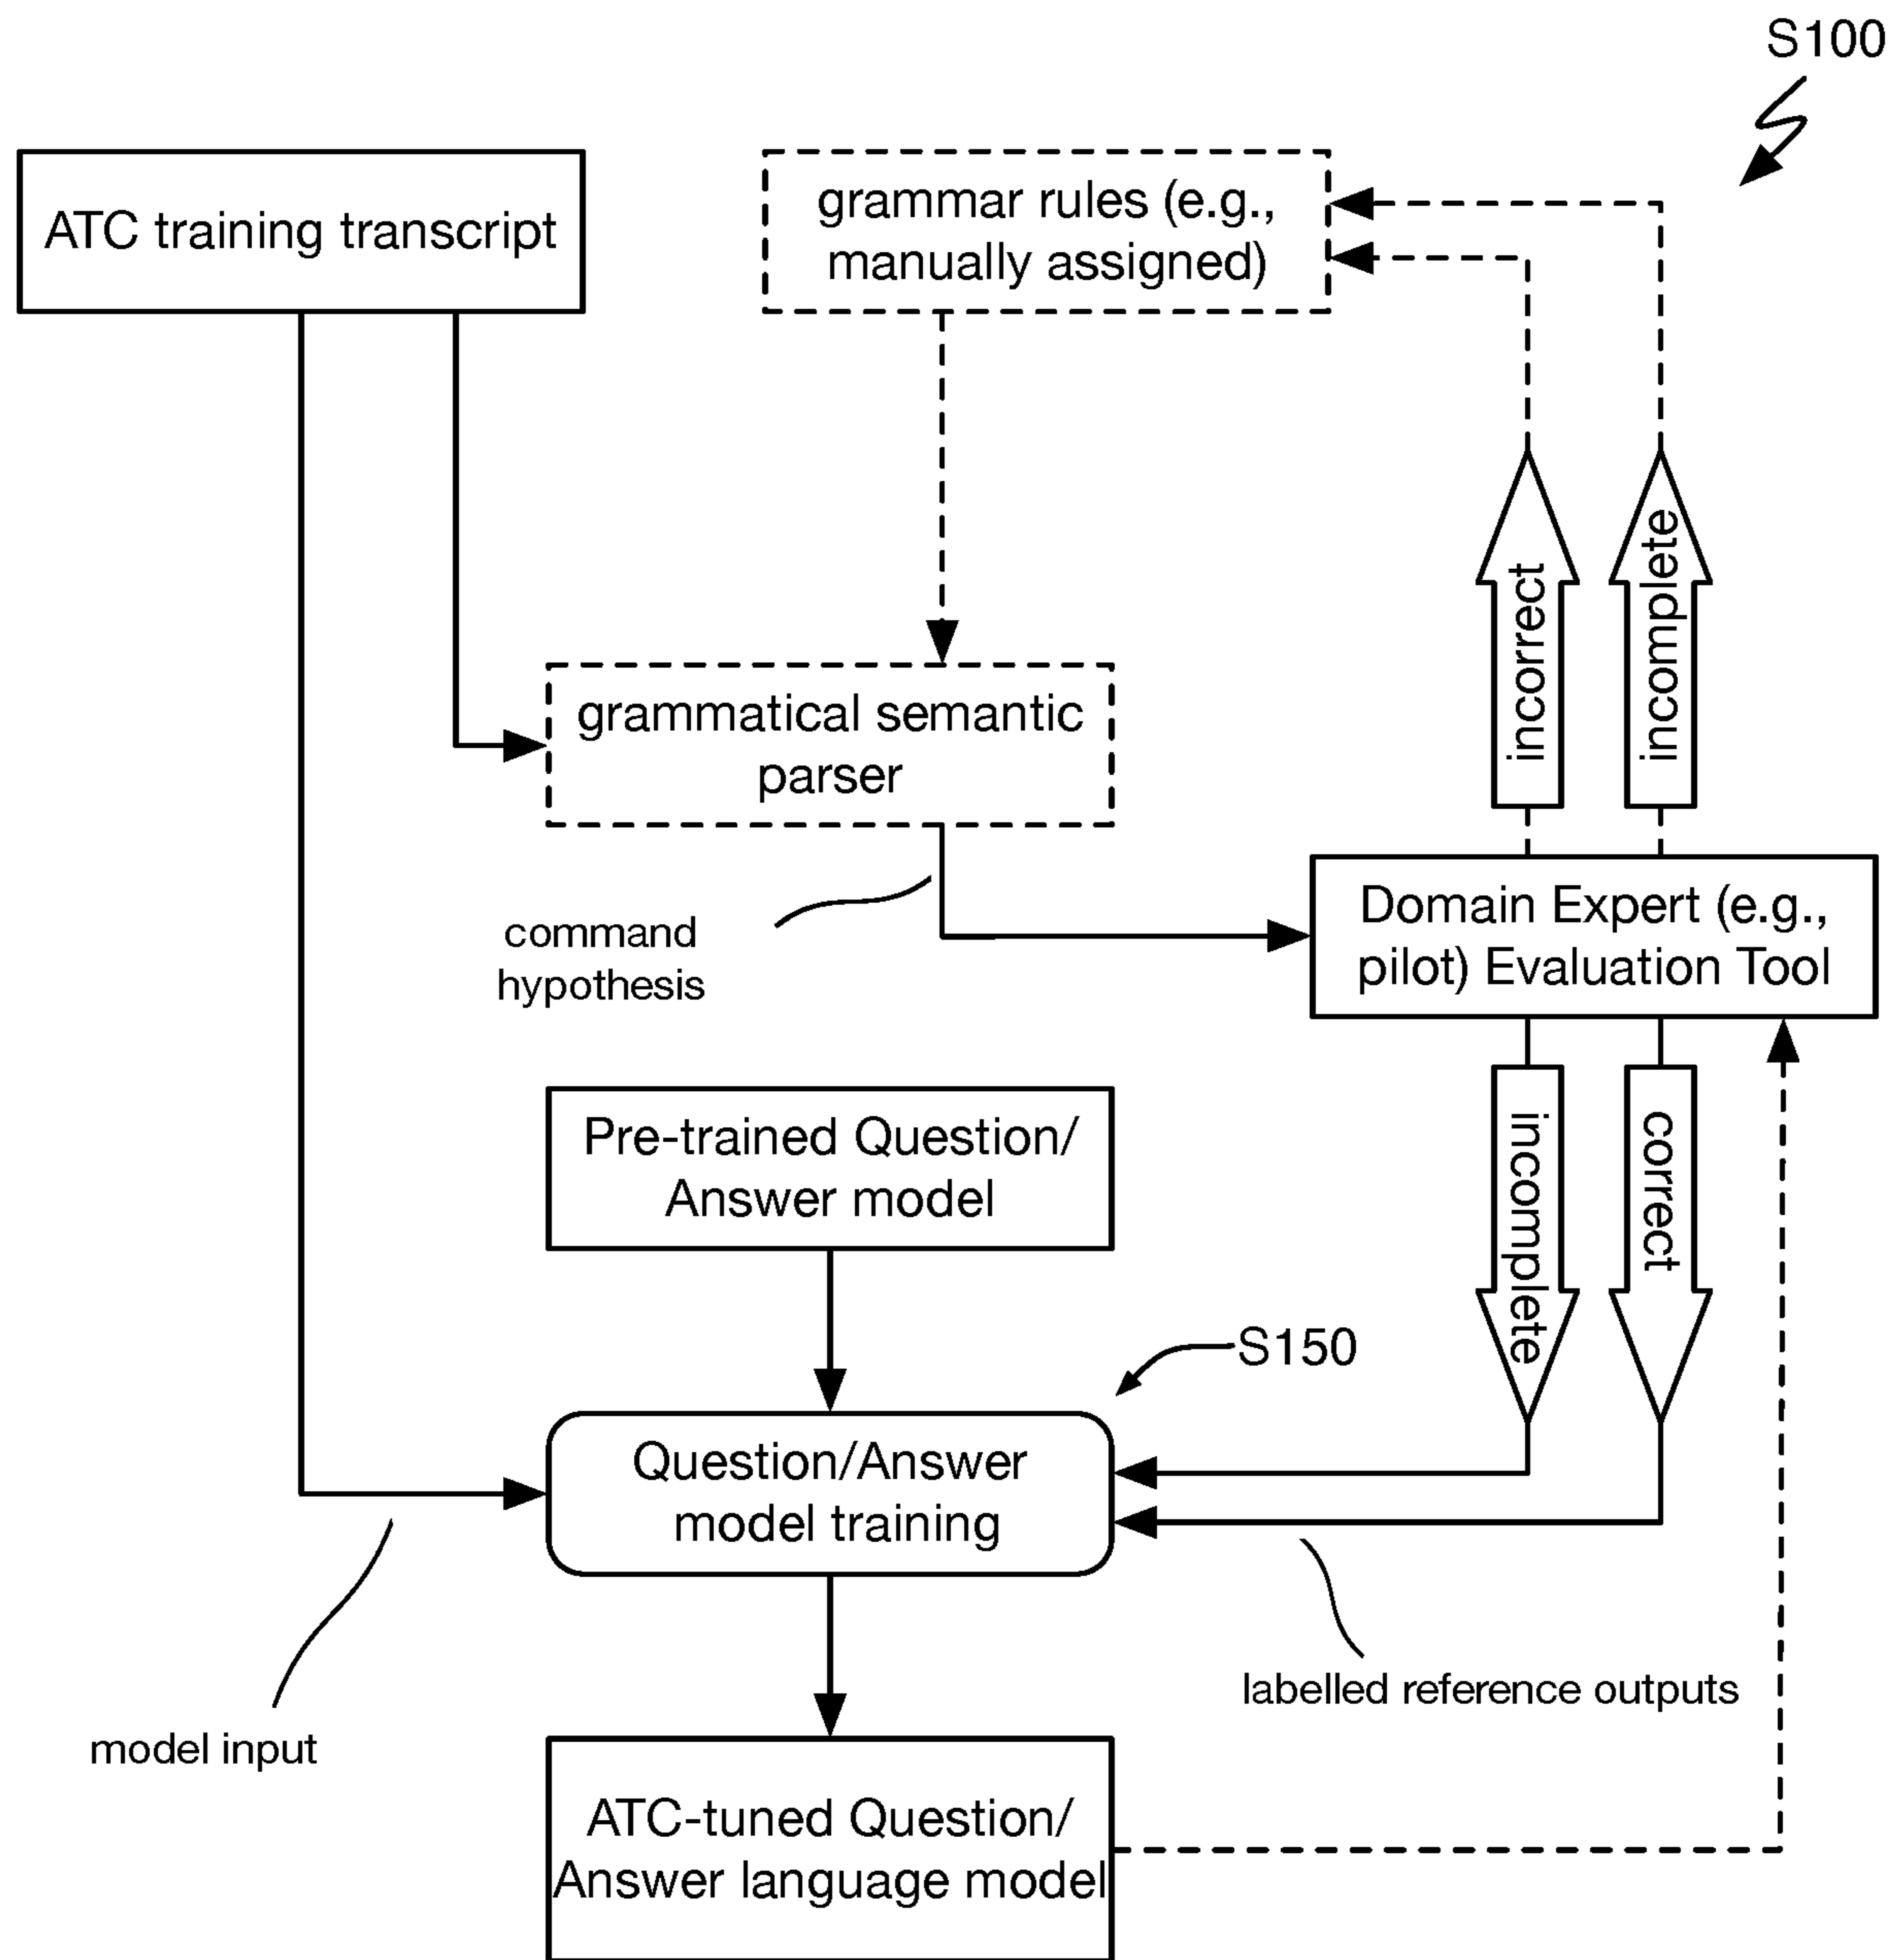 S100
ATC training transcript
grammar rules (e.g.,
manually assigned)
incorrect
incomplete
grammatical semantic
parser
command
hypothesis
Domain Expert (e.g.,
pilot) Evaluation Tool
Pre-trained Question/
Answer model
incomplete
correct
S150
Question/Answer
model training
labelled reference outputs
model input
ATC-tuned Question/
Answer language model